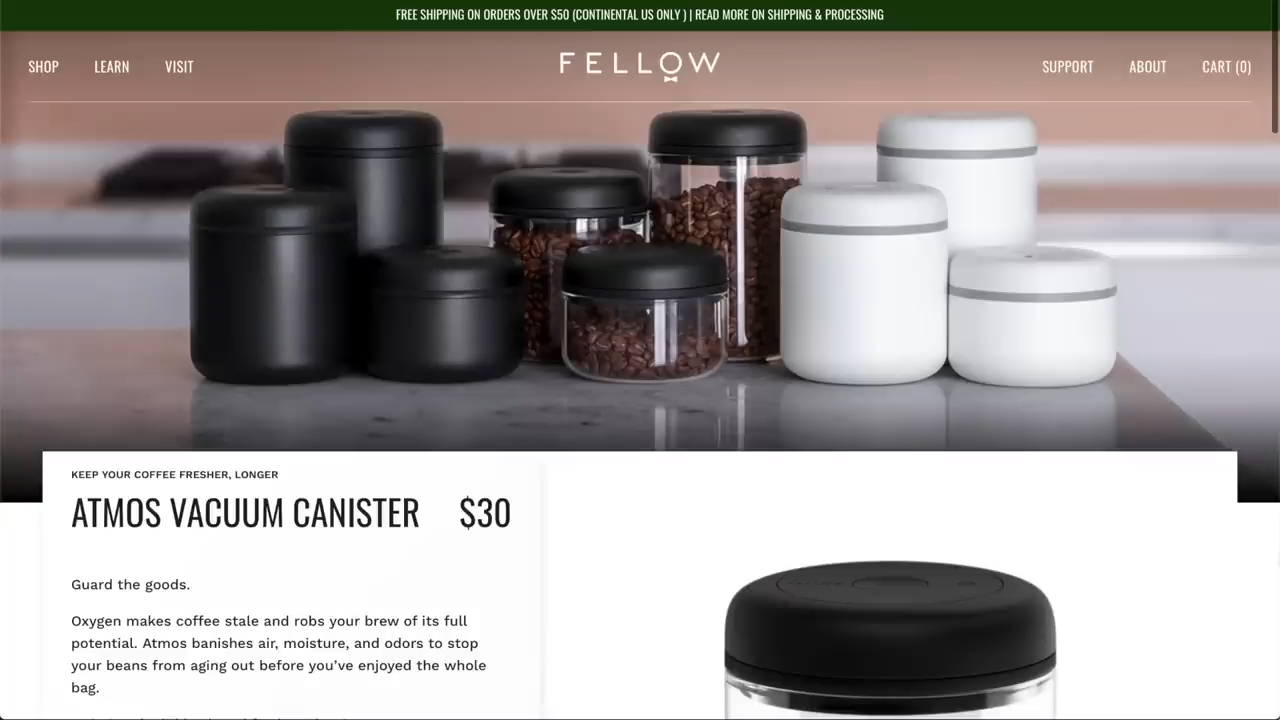 FREE SHIPPING ON ORDERS OVER $50 (CONTINENTAL US ONLY ) | READ MORE ON SHIPPING & PROCESSING
SHOP LEARN VISIT FELLOW SUPPORT ABOUT CART (0)
KEEP YOUR COFFEE FRESHER, LONGER
ATMOS VACUUM CANISTER $30
Guard the goods.
Oxygen makes coffee stale and robs your brew of its full
potential. Atmos banishes air, moisture, and odors to stop
your beans from aging out before you’ve enjoyed the whole
bag.